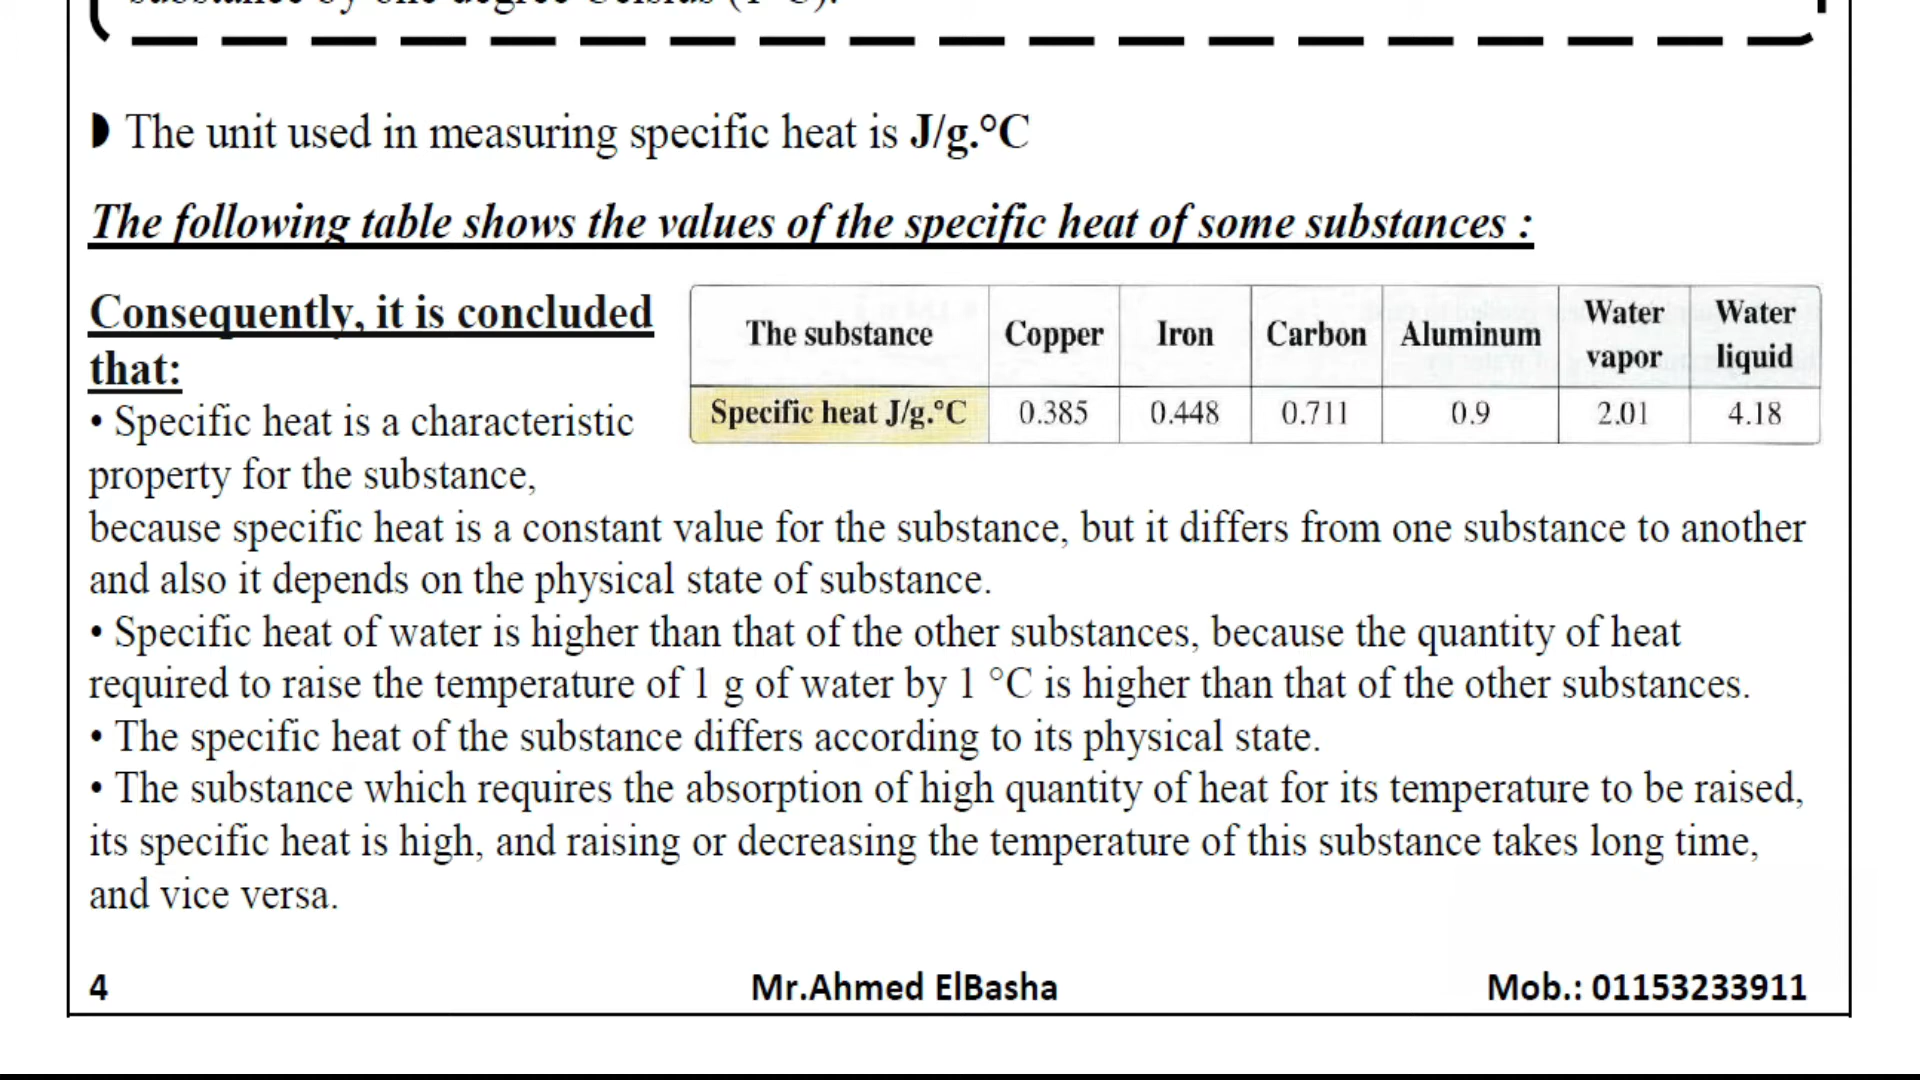 substance by one degree Celsius (1 °C).
◗ The unit used in measuring specific heat is J/g.°C
The following table shows the values of the specific heat of some substances :
Consequently, it is concluded
that:
The substance Copper Iron Carbon Aluminum Water vapor Water liquid
Specific heat J/g.°C 0.385 0.448 0.711 0.9 2.01 4.18
• Specific heat is a characteristic
property for the substance,
because specific heat is a constant value for the substance, but it differs from one substance to another
and also it depends on the physical state of substance.
• Specific heat of water is higher than that of the other substances, because the quantity of heat
required to raise the temperature of 1 g of water by 1 °C is higher than that of the other substances.
• The specific heat of the substance differs according to its physical state.
• The substance which requires the absorption of high quantity of heat for its temperature to be raised,
its specific heat is high, and raising or decreasing the temperature of this substance takes long time,
and vice versa.
4 Mr.Ahmed ElBasha Mob.: 01153233911